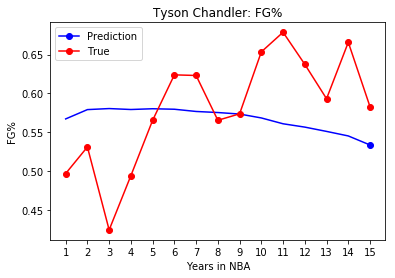 Tyson Chandler: FG%
Prediction
True
FG%
0.65
0.60
0.55
0.50
0.45
1 2 3 4 5 6 7 8 9 10 11 12 13 14 15
Years in NBA